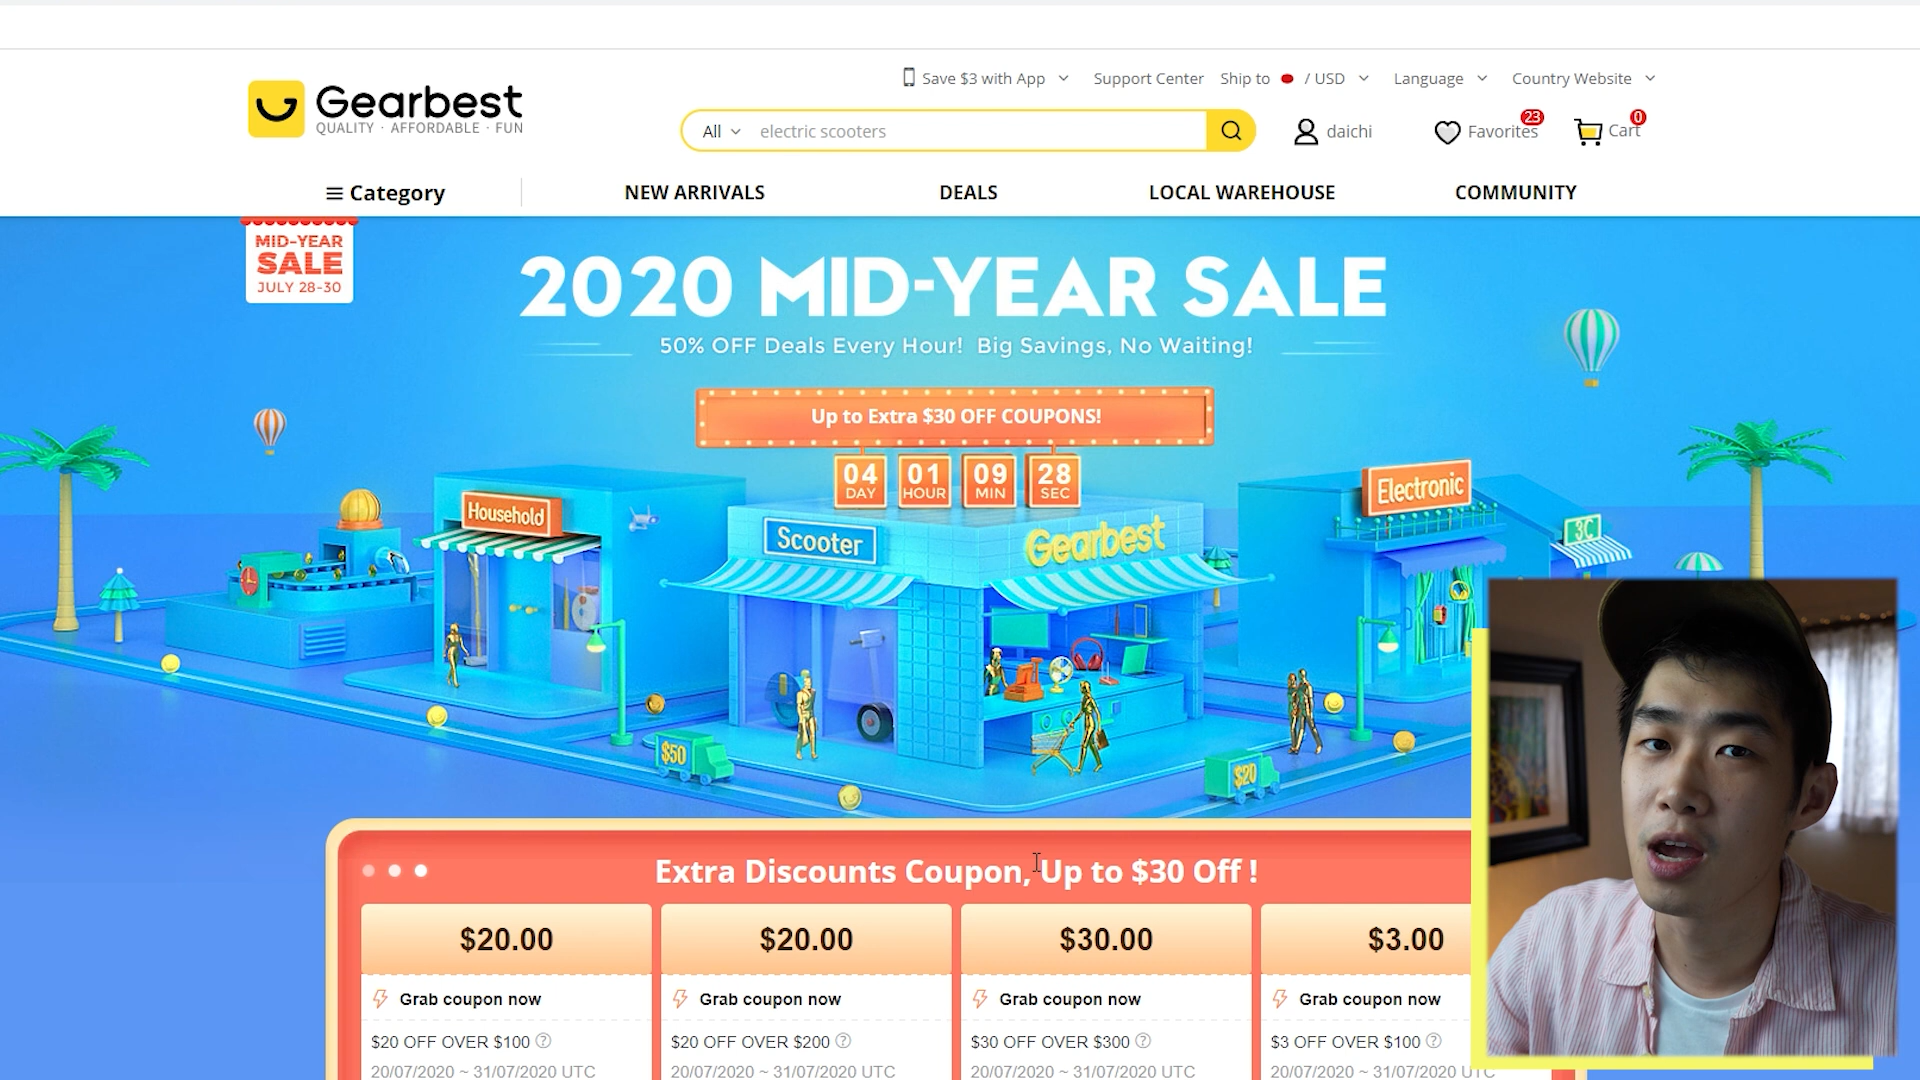 Save $3 with App
Support Center
Ship to / USD
Language
Country Website
Gearbest
QUALITY · AFFORDABLE · FUN
All
electric scooters
daichi
Favorites
23
Cart
0
Category
NEW ARRIVALS
DEALS
LOCAL WAREHOUSE
COMMUNITY
MID-YEAR
SALE
JULY 28-30
2020 MID-YEAR SALE
50% OFF Deals Every Hour! Big Savings, No Waiting!
Up to Extra $30 OFF COUPONS!
04 01 09 28
DAY HOUR MIN SEC
Household
Scooter
Gearbest
Electronic
3C
$50
$20
Extra Discounts Coupon, Up to $30 Off !
$20.00
Grab coupon now
$20 OFF OVER $100
20/07/2020 ~ 31/07/2020 UTC
$20.00
Grab coupon now
$20 OFF OVER $200
20/07/2020 ~ 31/07/2020 UTC
$30.00
Grab coupon now
$30 OFF OVER $300
20/07/2020 ~ 31/07/2020 UTC
$3.00
Grab coupon now
$3 OFF OVER $100
20/07/2020 ~ 31/07/2020 UTC